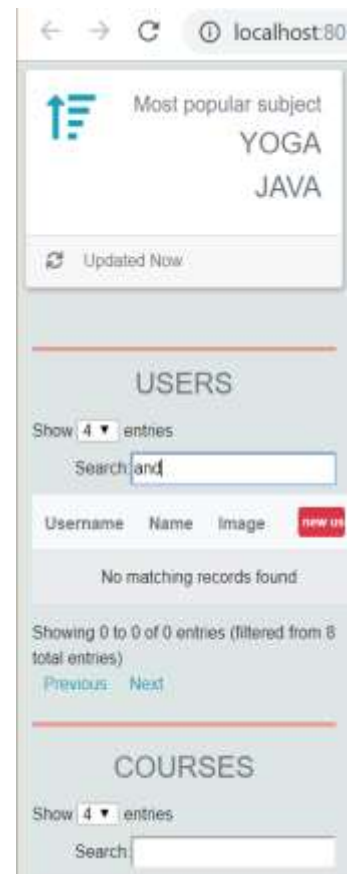 localhost:80
Most popular subject
YOGA
JAVA
Updated Now
USERS
Show 4 entries
Search: and
Username Name Image new us
No matching records found
Showing 0 to 0 of 0 entries (filtered from 8
total entries)
Previous Next
COURSES
Show 4 entries
Search: